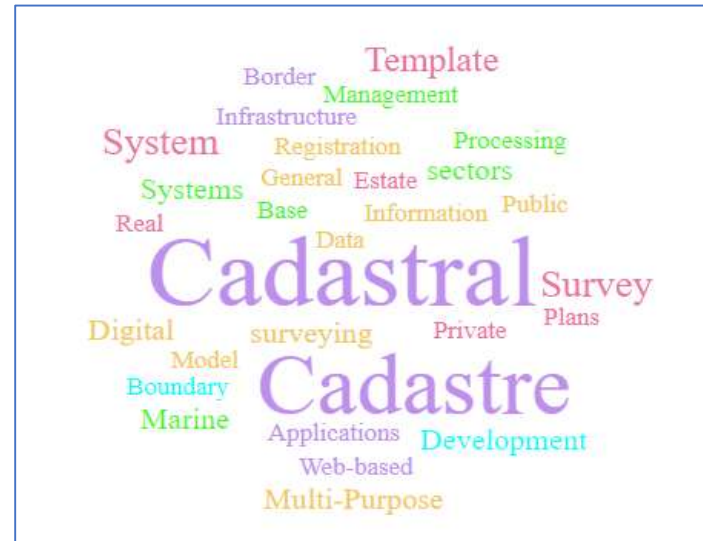 Template
Border
Management
Infrastructure
System
Registration
Processing
General
Estate
sectors
Systems
Base
Information
Public
Real
Data
Cadastral
Survey
Plans
Digital
surveying
Private
Model
Cadastre
Boundary
Marine
Applications
Development
Web-based
Multi-Purpose